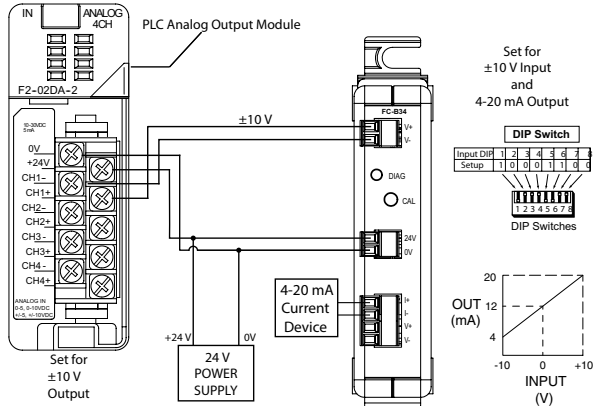 IN ANALOG
4CH
F2-02DA-2
PLC Analog Output Module
10-30VDC
5mA
0V
+24V
CH1-
CH1+
CH2-
CH2+
CH3-
CH3+
CH4-
CH4+
ANALOG IN
0-5, 0-10VDC
+/-5, +/-10VDC
Set for
±10 V
Output
±10 V
+24 V
0V
24 V
POWER
SUPPLY
4-20 mA
Current
Device
FC-B34
V+
V-
DIAG
CAL
24V
0V
I+
I-
V+
V-
Set for
±10 V Input
and
4-20 mA Output
DIP Switch
Input DIP 1 2 3 4 5 6 7 8
Setup 1 0 0 0 1 1 0 0
1 2 3 4 5 6 7 8
DIP Switches
20
OUT 12
(mA)
4
-10 0 +10
INPUT
(V)